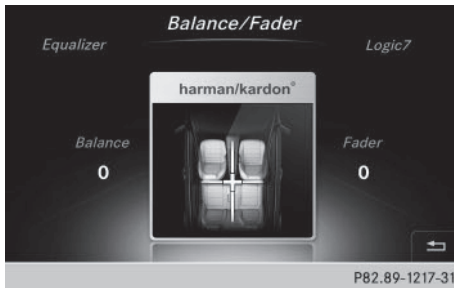 Balance/Fader
Equalizer
Logic7
harman/kardon®
Balance
Fader
0
0
P82.89-1217-31